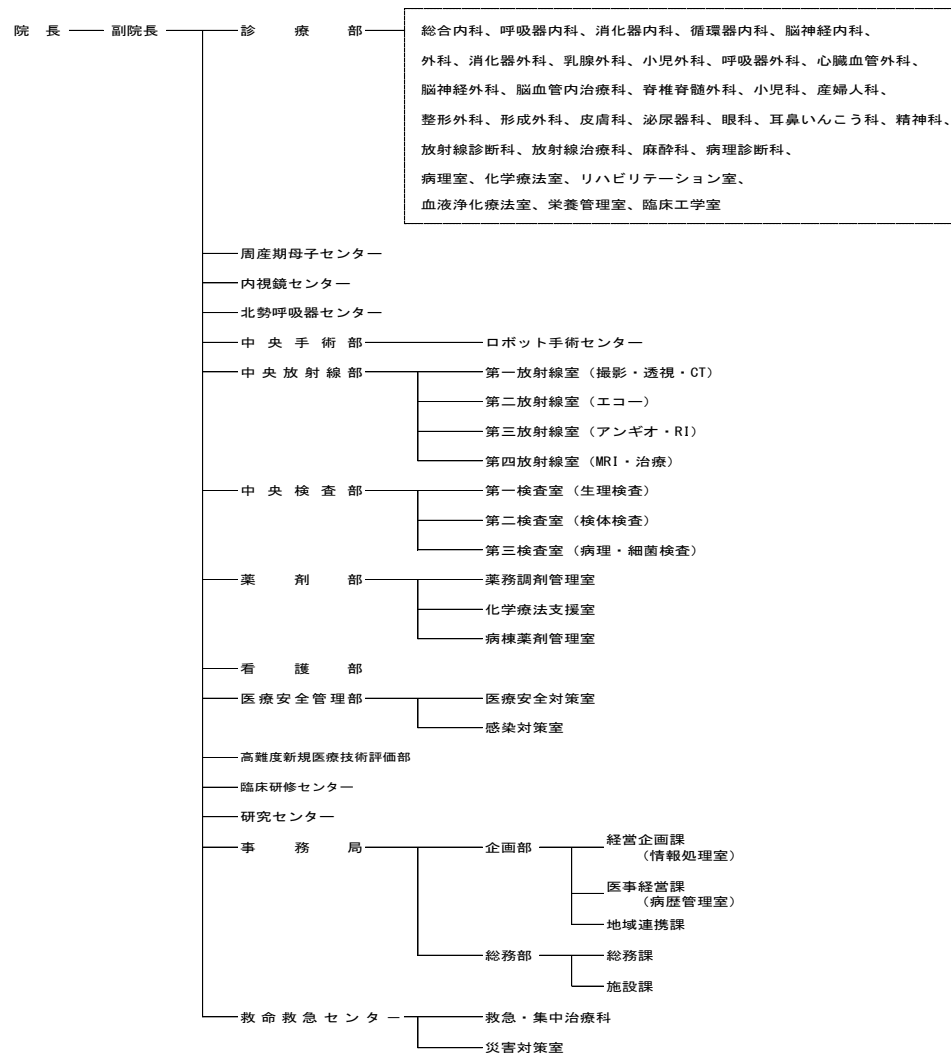 院長 副院長 診療部 総合内科、呼吸器内科、消化器内科、循環器内科、脳神経内科、
外科、消化器外科、乳腺外科、小児外科、呼吸器外科、心臓血管外科、
脳神経外科、脳血管内治療科、脊椎脊髄外科、小児科、産婦人科、
整形外科、形成外科、皮膚科、泌尿器科、眼科、耳鼻いんこう科、精神科、
放射線診断科、放射線治療科、麻酔科、病理診断科、
病理室、化学療法室、リハビリテーション室、
血液浄化療法室、栄養管理室、臨床工学室
周産期母子センター
内視鏡センター
北勢呼吸器センター
中央手術部 ロボット手術センター
中央放射線部 第一放射線室（撮影・透視・CT）
第二放射線室（エコー）
第三放射線室（アンギオ・RI）
第四放射線室（MRI・治療）
中央検査部 第一検査室（生理検査）
第二検査室（検体検査）
第三検査室（病理・細菌検査）
薬剤部 薬務調剤管理室
化学療法支援室
病棟薬剤管理室
看護部
医療安全管理部 医療安全対策室
感染対策室
高難度新規医療技術評価部
臨床研修センター
研究センター
事務局 企画部 経営企画課
（情報処理室）
医事経営課
（病歴管理室）
地域連携課
総務部 総務課
施設課
救命救急センター 救急・集中治療科
災害対策室